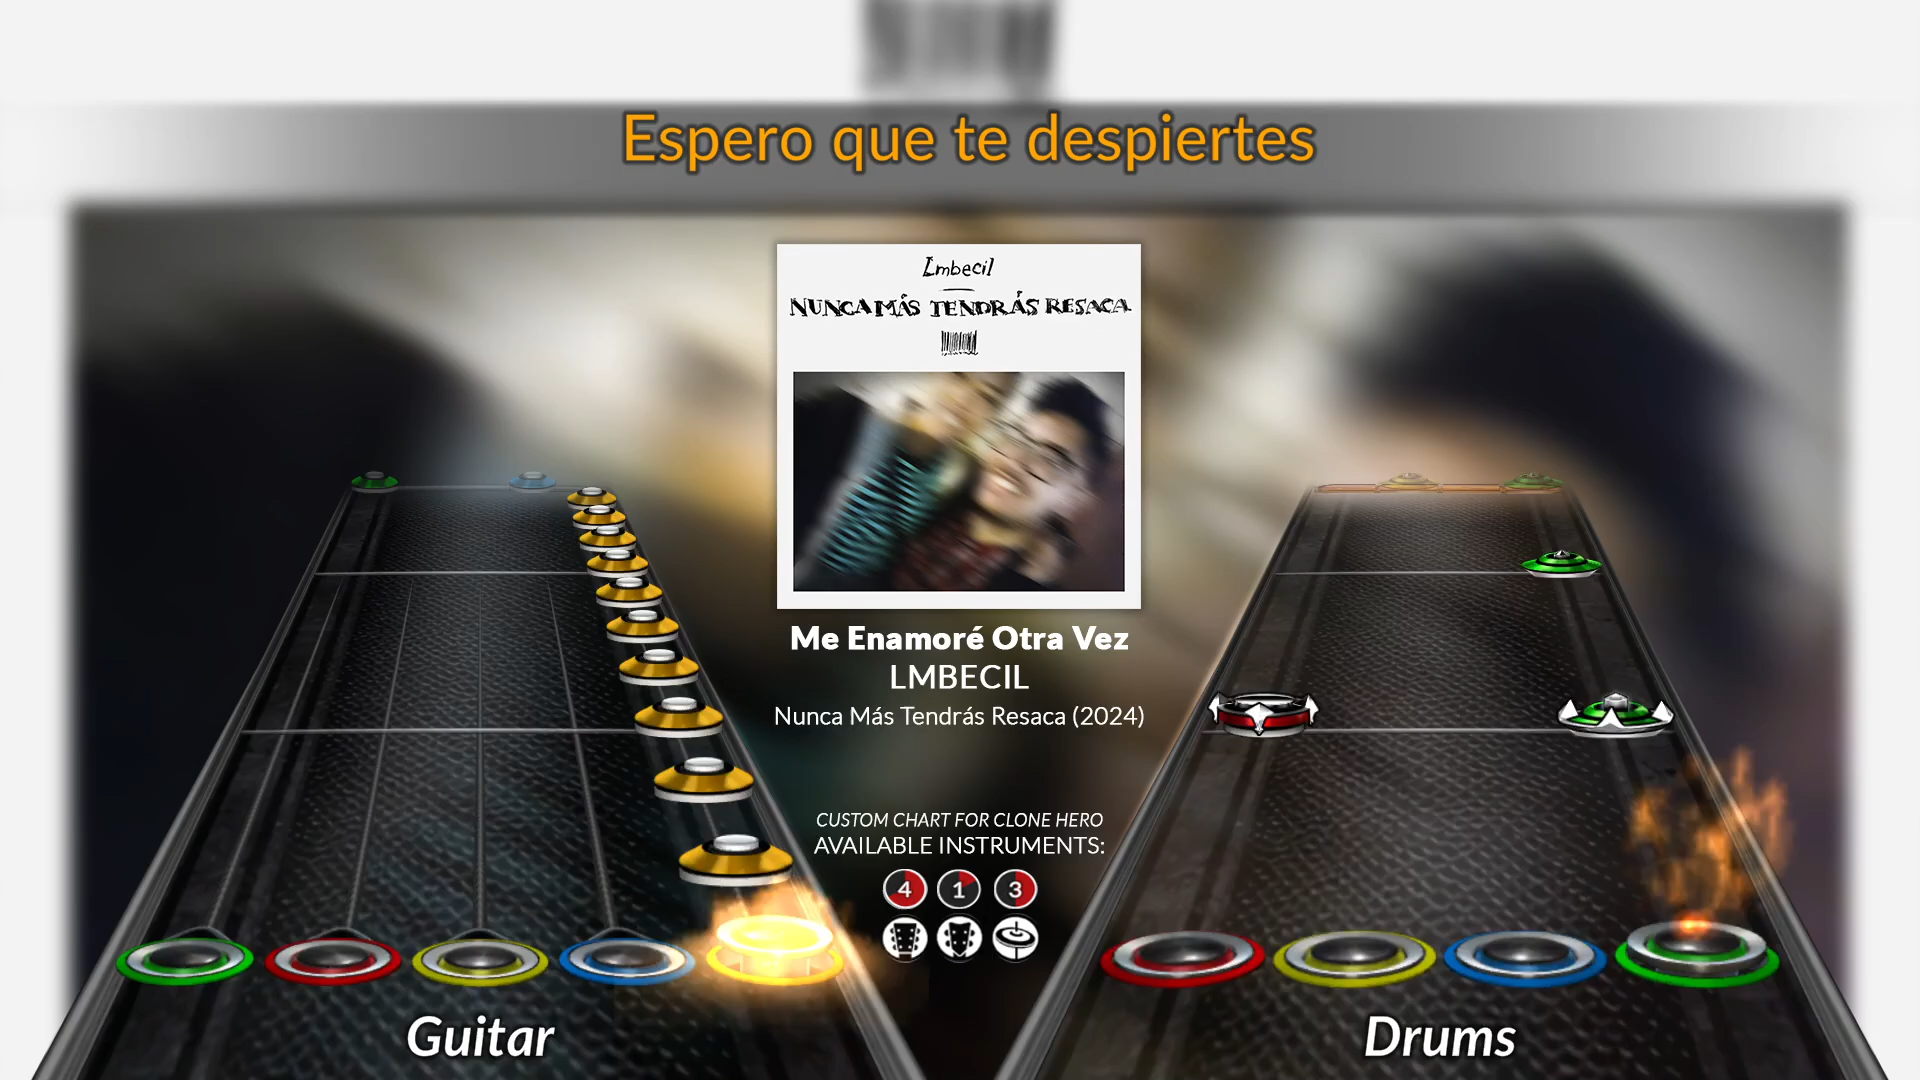 Espero que te despiertes
Lmbecil
NUNCA MÁS TENDRÁS RESACA
Me Enamoré Otra Vez
LMBECIL
Nunca Más Tendrás Resaca (2024)
CUSTOM CHART FOR CLONE HERO
AVAILABLE INSTRUMENTS:
4 1 3
Guitar
Drums